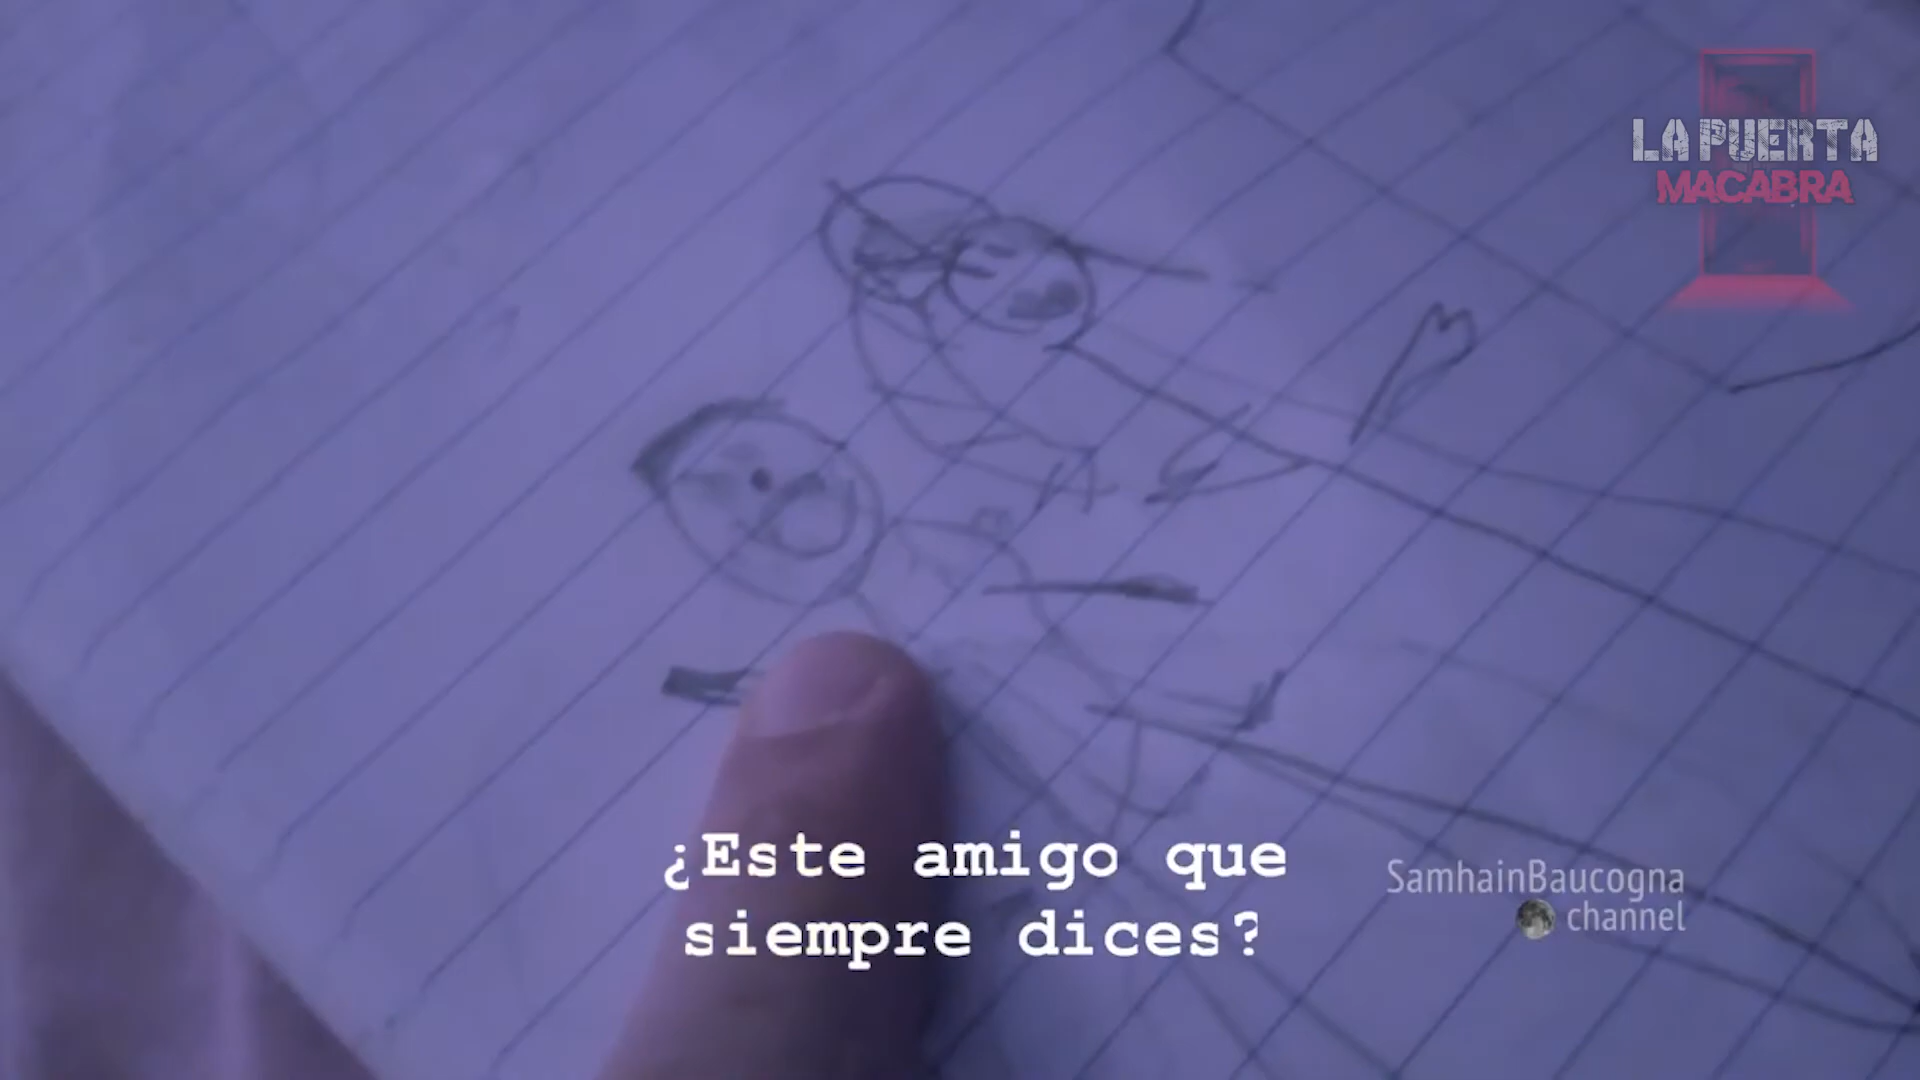 LA PUERTA
MACABRA
¿Este amigo que
siempre dices?
SamhainBaucogna
channel